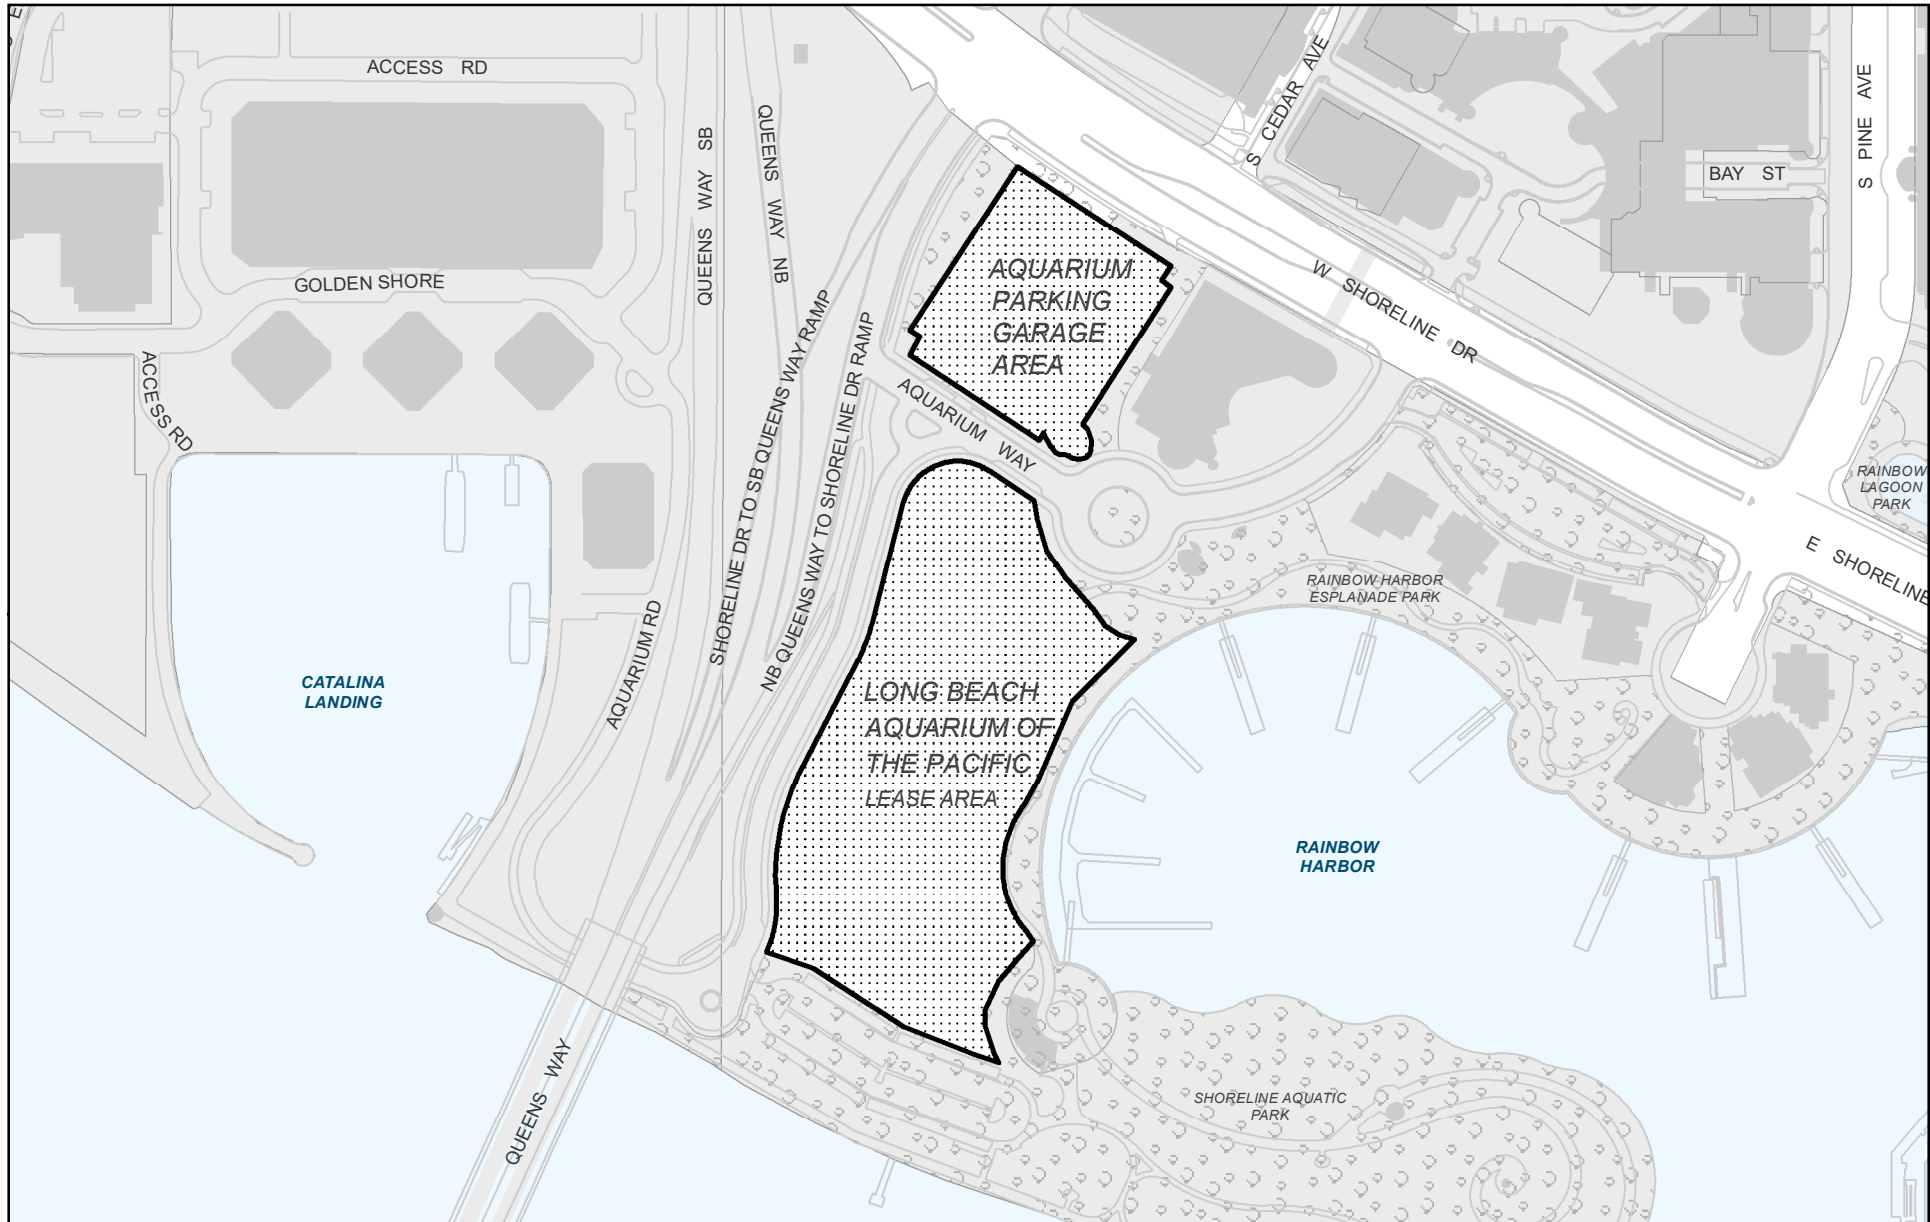 ACCESS RD
QUEENS WAY SB
QUEENS WAY NB
S CEDAR AVE
S PINE AVE
BAY ST
GOLDEN SHORE
AQUARIUM
PARKING
GARAGE
AREA
W SHORELINE DR
ACCESS RD
SHORELINE DR TO SB QUEENS WAY RAMP
NB QUEENS WAY TO SHORELINE DR RAMP
AQUARIUM WAY
RAINBOW
LAGOON
PARK
E SHORELINE
RAINBOW HARBOR
ESPLANADE PARK
AQUARIUM RD
CATALINA
LANDING
LONG BEACH
AQUARIUM OF
THE PACIFIC
LEASE AREA
RAINBOW
HARBOR
QUEENS WAY
SHORELINE AQUATIC
PARK